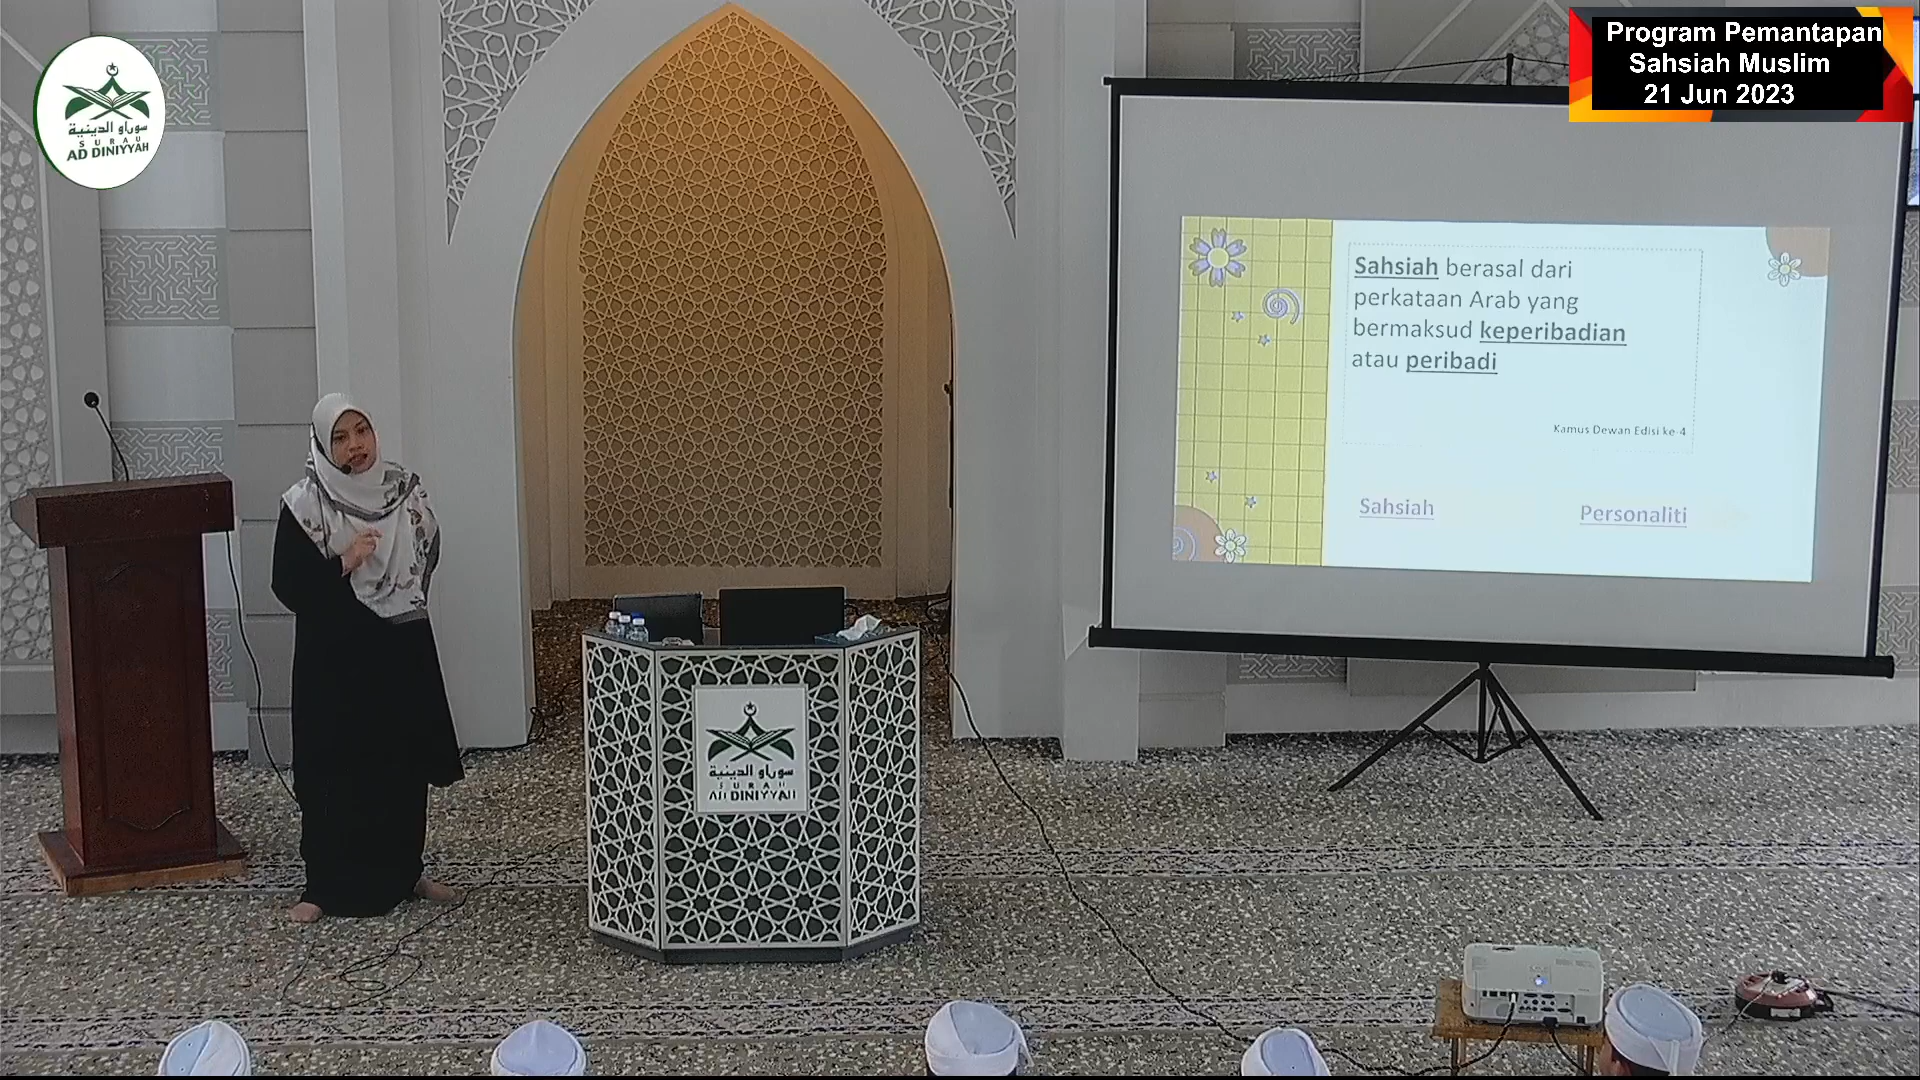 Program Pemantapan
Sahsiah Muslim
21 Jun 2023
سوراو الدينية
SURAU
AD DINIYYAH
Sahsiah berasal dari
perkataan Arab yang
bermaksud keperibadian
atau peribadi
Kamus Dewan Edisi ke-4
Sahsiah
Personaliti
سوراو الدينية
SURAU
AD DINIYYAH